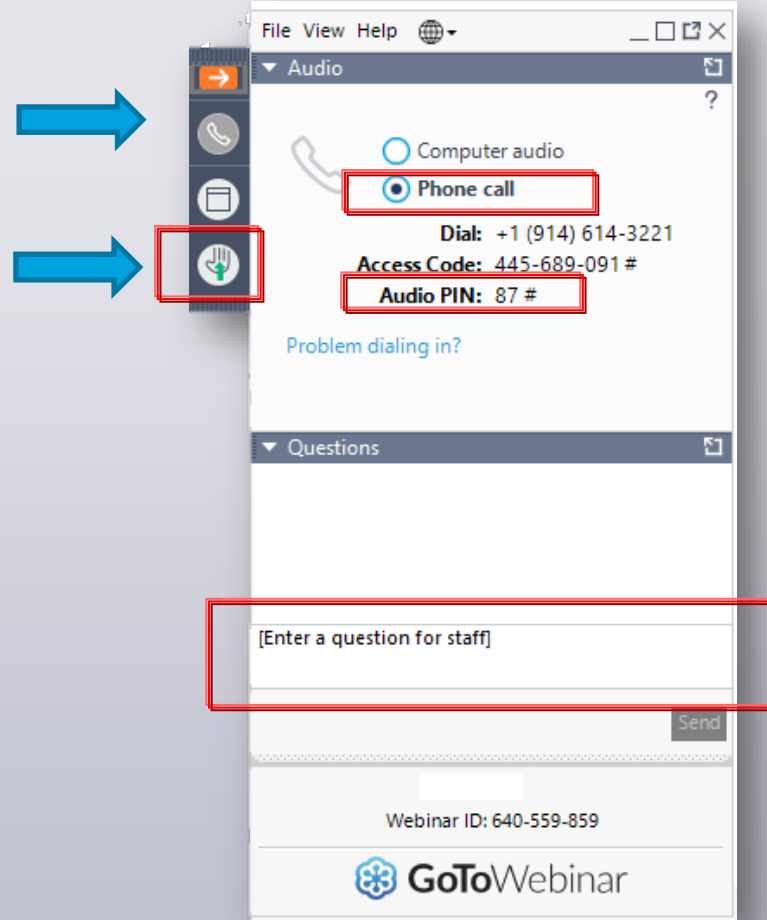 File View Help
Audio
?
Computer audio
Phone call
Dial: +1 (914) 614-3221
Access Code: 445-689-091 #
Audio PIN: 87 #
Problem dialing in?
Questions
[Enter a question for staff]
Send
Webinar ID: 640-559-859
GoToWebinar